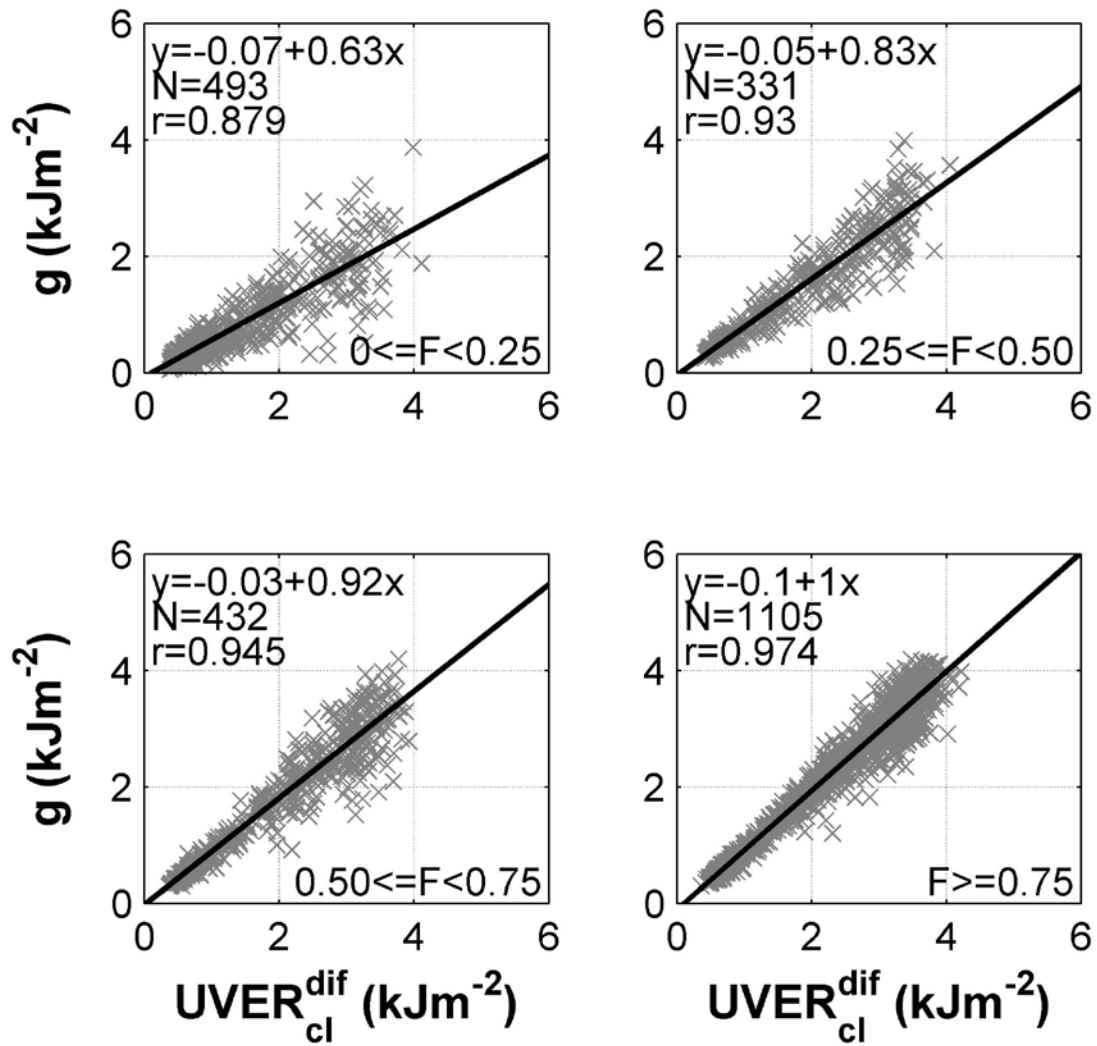 6
y=-0.07+0.63x
N=493
r=0.879
4
g (kJm⁻²)
2
0<=F<0.25
0
0 2 4 6
6
y=-0.05+0.83x
N=331
r=0.93
4
2
0.25<=F<0.50
0
0 2 4 6
6
y=-0.03+0.92x
N=432
r=0.945
4
g (kJm⁻²)
2
0.50<=F<0.75
0
0 2 4 6
UVER_cl^dif (kJm⁻²)
6
y=-0.1+1x
N=1105
r=0.974
4
2
F>=0.75
0
0 2 4 6
UVER_cl^dif (kJm⁻²)